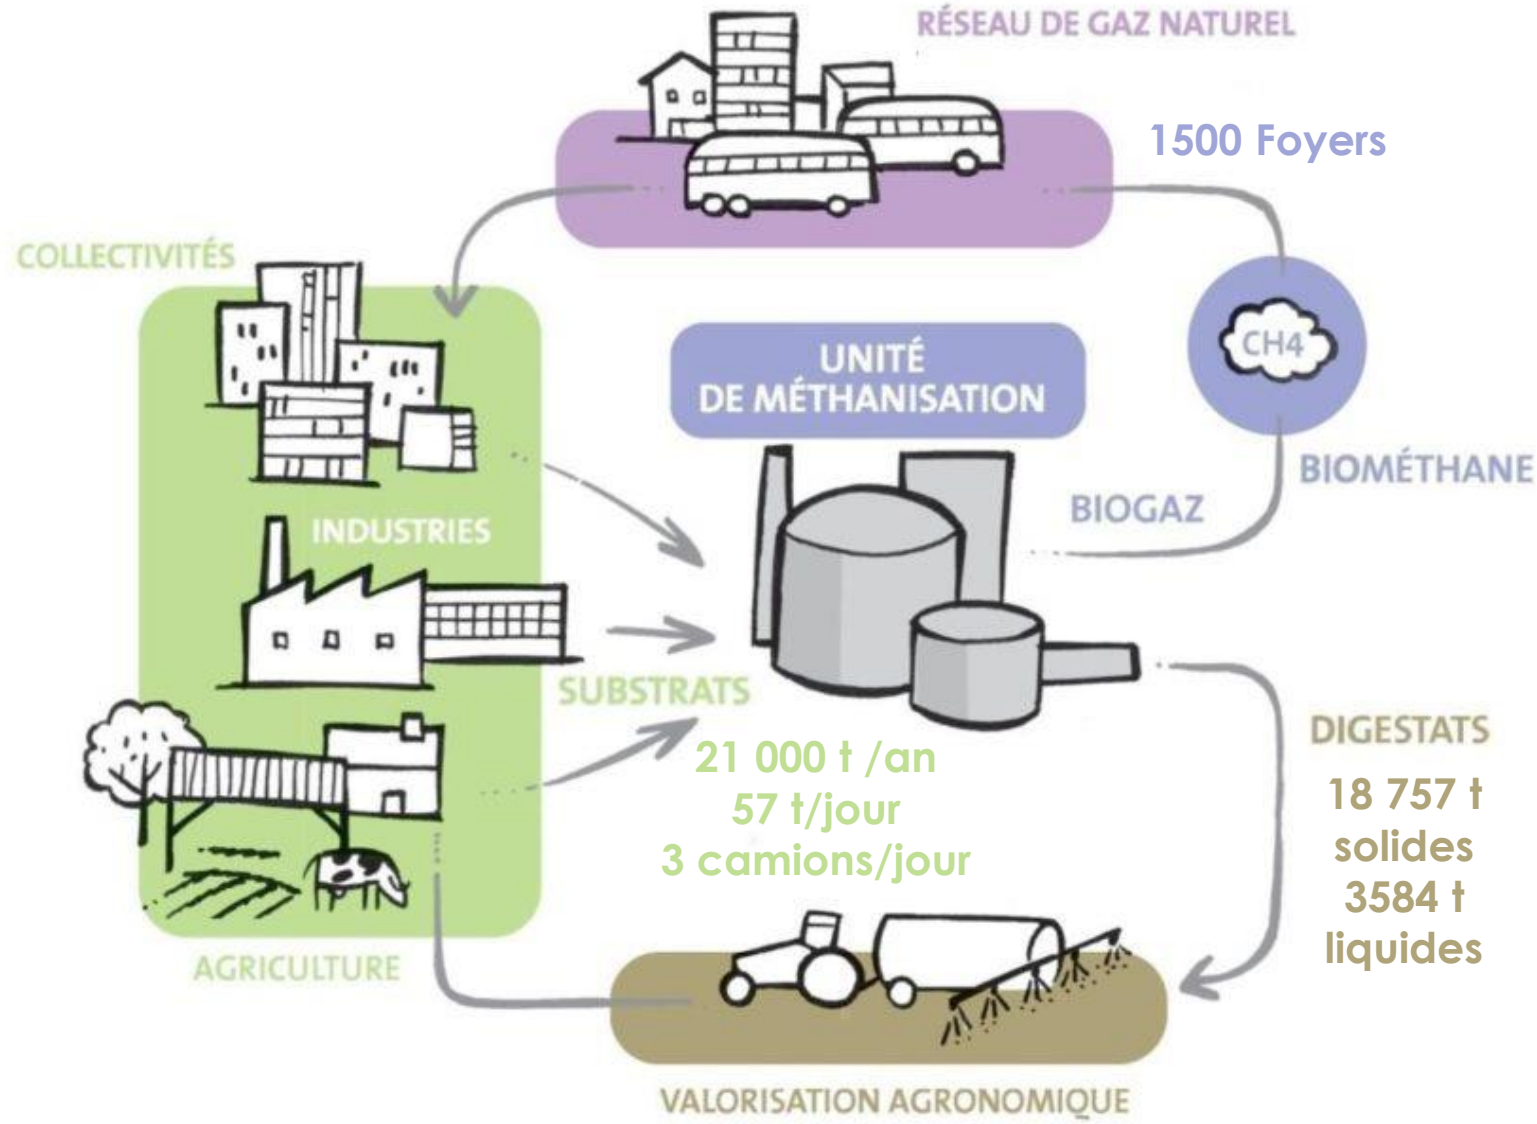 RÉSEAU DE GAZ NATUREL
1500 Foyers
COLLECTIVITÉS
UNITÉ
DE MÉTHANISATION
CH4
BIOMÉTHANE
BIOGAZ
INDUSTRIES
SUBSTRATS
21 000 t /an
57 t/jour
3 camions/jour
DIGESTATS
18 757 t
solides
3584 t
liquides
AGRICULTURE
VALORISATION AGRONOMIQUE